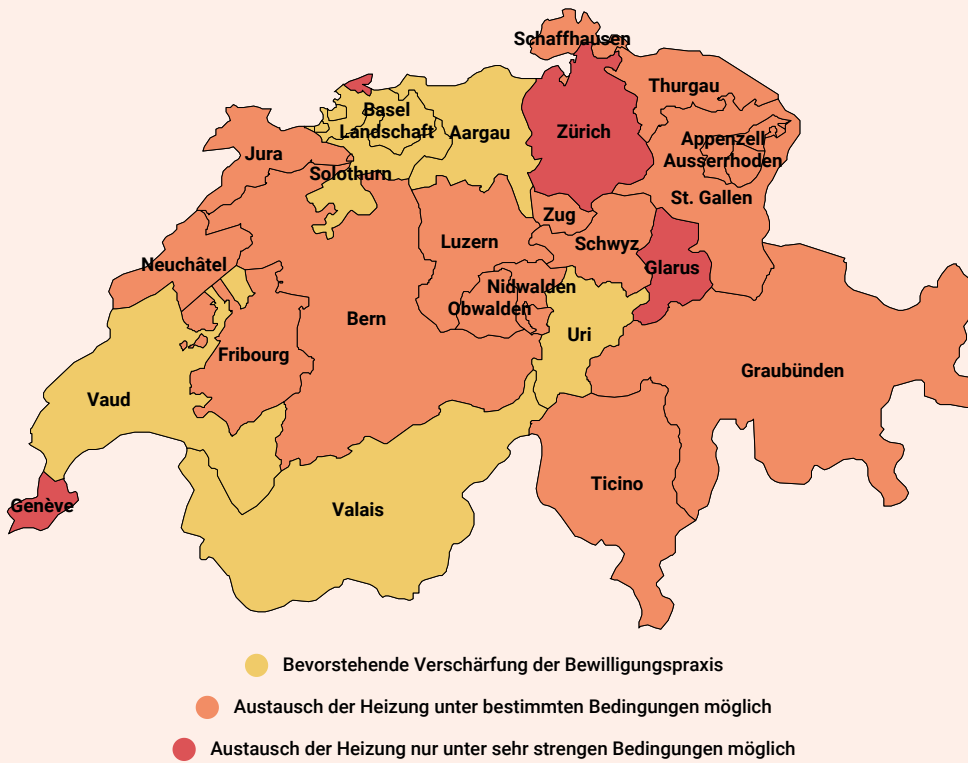 Schaffhausen
Thurgau
Basel
Landschaft
Aargau
Zürich
Appenzell
Ausserrhoden
Jura
Solothurn
St. Gallen
Zug
Luzern
Schwyz
Neuchâtel
Glarus
Nidwalden
Obwalden
Bern
Uri
Fribourg
Graubünden
Vaud
Ticino
Genève
Valais
Bevorstehende Verschärfung der Bewilligungspraxis
Austausch der Heizung unter bestimmten Bedingungen möglich
Austausch der Heizung nur unter sehr strengen Bedingungen möglich